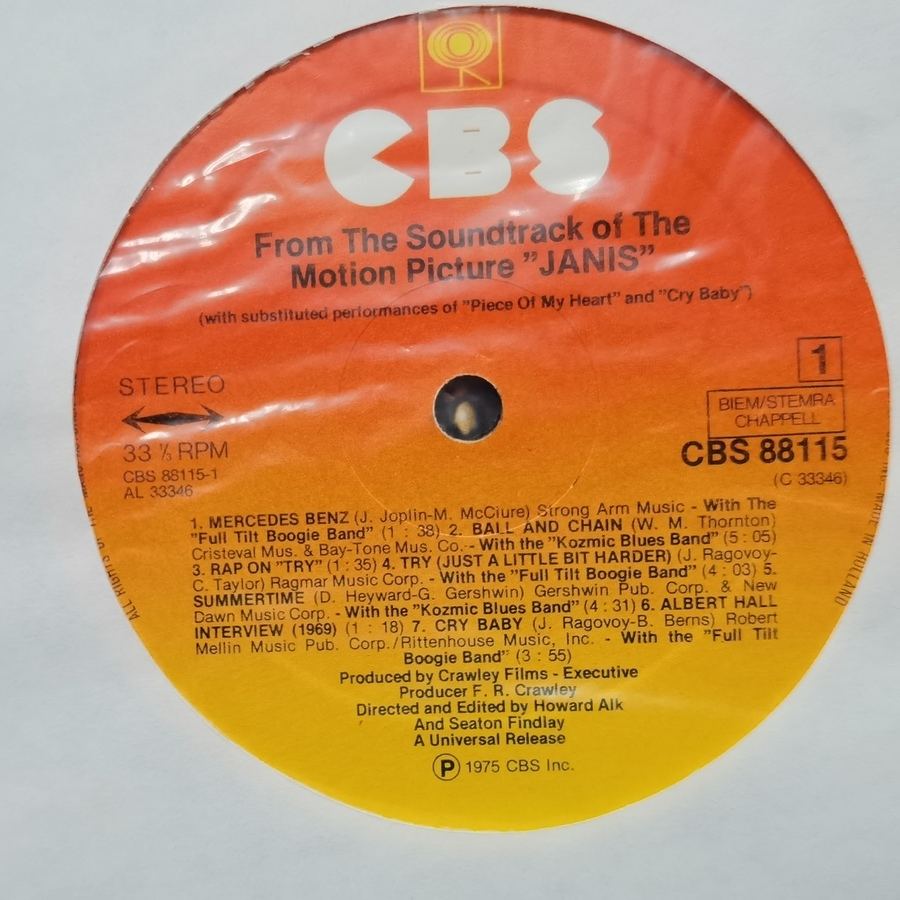 CBS
From The Soundtrack of The
Motion Picture "JANIS"
(with substituted performances of "Piece Of My Heart" and "Cry Baby")
STEREO
33 ⅓ RPM
CBS 88115-1
AL 33346
1
BIEM/STEMRA
CHAPPELL
CBS 88115
(C 33346)
1. MERCEDES BENZ (J. Joplin-M. McClure) Strong Arm Music - With The
"Full Tilt Boogie Band" (1 : 38) 2. BALL AND CHAIN (W. M. Thornton)
Cristeval Mus. & Bay-Tone Mus. Co. - With the "Kozmic Blues Band" (5 : 05)
3. RAP ON "TRY" (1 : 35) 4. TRY (JUST A LITTLE BIT HARDER) (J. Ragovoy-
C. Taylor) Ragmar Music Corp. - With the "Full Tilt Boogie Band" (4 : 03) 5.
SUMMERTIME (D. Heyward-G. Gershwin) Gershwin Pub. Corp. & New
Dawn Music Corp. - With the "Kozmic Blues Band" (4 : 31) 6. ALBERT HALL
INTERVIEW (1969) (1 : 18) 7. CRY BABY (J. Ragovoy-B. Berns) Robert
Mellin Music Pub. Corp./Rittenhouse Music, Inc. - With the "Full Tilt
Boogie Band" (3 : 55)
Produced by Crawley Films - Executive
Producer F. R. Crawley
Directed and Edited by Howard Alk
And Seaton Findlay
A Universal Release
Ⓟ 1975 CBS Inc.
MADE IN HOLLAND